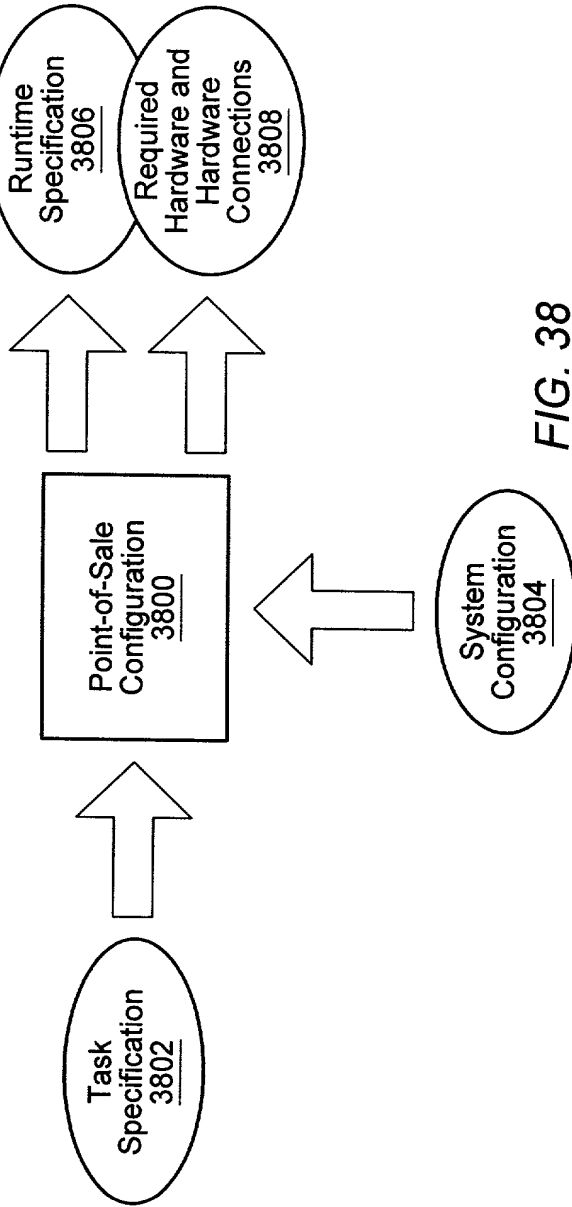 Task
Specification
3802
Point-of-Sale
Configuration
3800
System
Configuration
3804
Runtime
Specification
3806
Required
Hardware and
Hardware
Connections
3808
FIG. 38